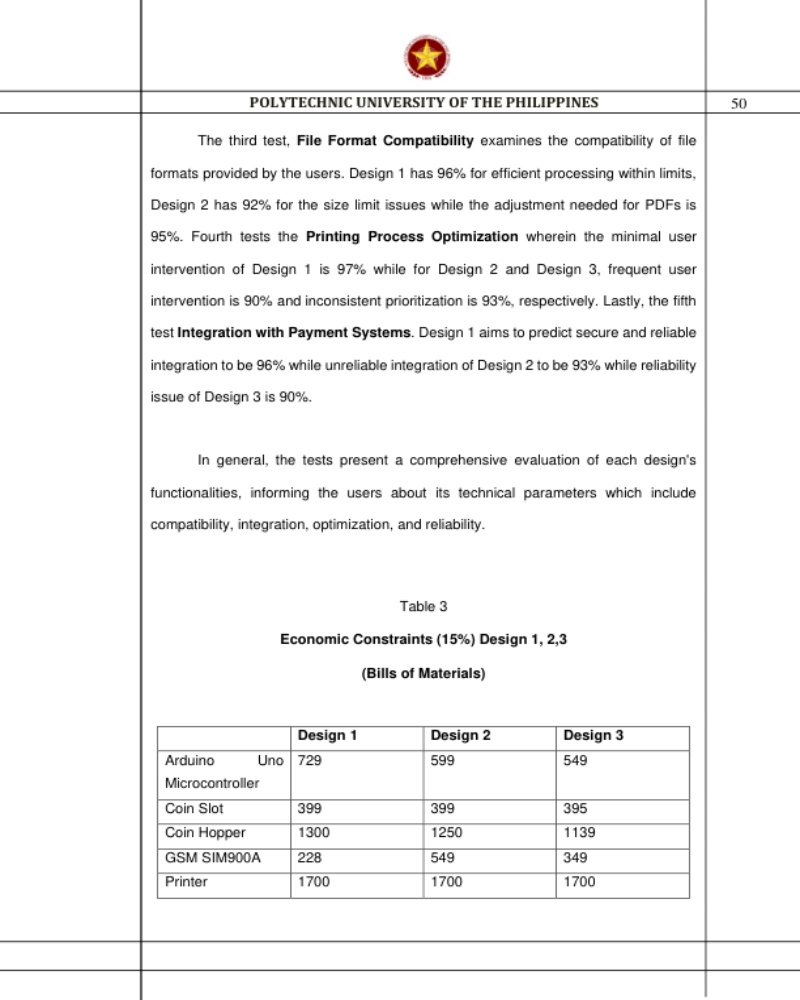 POLYTECHNIC UNIVERSITY OF THE PHILIPPINES 50
The third test, File Format Compatibility examines the compatibility of file
formats provided by the users. Design 1 has 96% for efficient processing within limits,
Design 2 has 92% for the size limit issues while the adjustment needed for PDFs is
95%. Fourth tests the Printing Process Optimization wherein the minimal user
intervention of Design 1 is 97% while for Design 2 and Design 3, frequent user
intervention is 90% and inconsistent prioritization is 93%, respectively. Lastly, the fifth
test Integration with Payment Systems. Design 1 aims to predict secure and reliable
integration to be 96% while unreliable integration of Design 2 to be 93% while reliability
issue of Design 3 is 90%.
In general, the tests present a comprehensive evaluation of each design's
functionalities, informing the users about its technical parameters which include
compatibility, integration, optimization, and reliability.
Table 3
Economic Constraints (15%) Design 1, 2,3
(Bills of Materials)
Design 1 Design 2 Design 3
Arduino Uno 729 599 549
Microcontroller
Coin Slot 399 399 395
Coin Hopper 1300 1250 1139
GSM SIM900A 228 549 349
Printer 1700 1700 1700